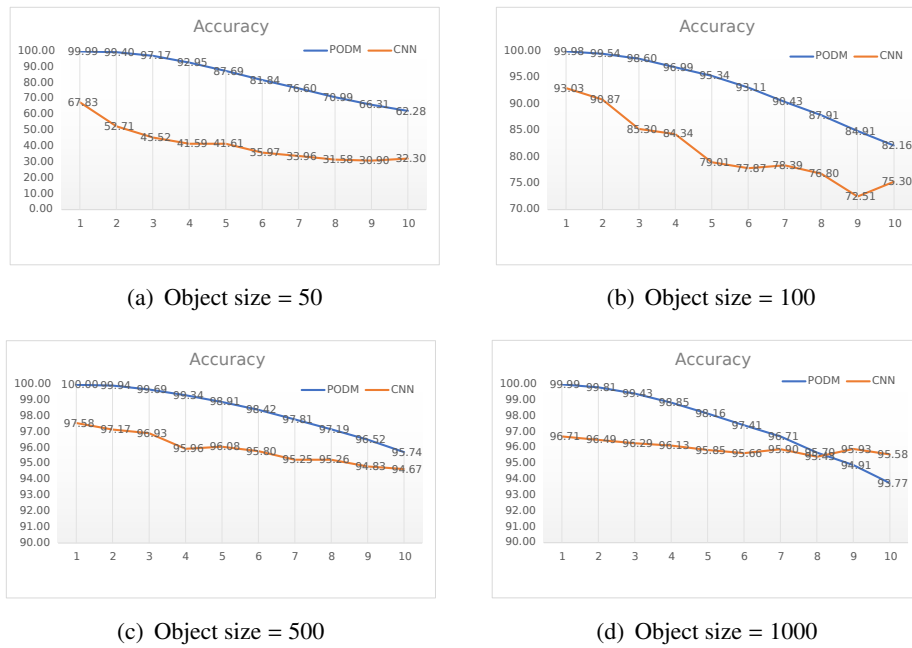 Accuracy
PODM CNN
100.00
90.00
80.00
70.00
60.00
50.00
40.00
30.00
20.00
10.00
0.00
99.99 99.40 97.17 92.95 87.69 81.84 76.60 70.99 66.31 62.28
67.83 52.71 45.52 41.59 41.61 35.97 33.96 31.58 30.90 32.30
1 2 3 4 5 6 7 8 9 10
(a) Object size = 50
Accuracy
PODM CNN
100.00
95.00
90.00
85.00
80.00
75.00
70.00
99.98 99.54 98.60 96.99 95.34 93.11 90.43 87.91 84.91 82.16
93.03 90.87 85.30 84.34 79.01 77.87 78.39 76.80 72.51 75.30
1 2 3 4 5 6 7 8 9 10
(b) Object size = 100
Accuracy
PODM CNN
100.00
99.00
98.00
97.00
96.00
95.00
94.00
93.00
92.00
91.00
90.00
100.00 99.94 99.69 99.34 98.91 98.42 97.81 97.19 96.52 95.74
97.58 97.17 96.93 95.96 96.08 95.80 95.25 95.26 94.83 94.67
1 2 3 4 5 6 7 8 9 10
(c) Object size = 500
Accuracy
PODM CNN
100.00
99.00
98.00
97.00
96.00
95.00
94.00
93.00
92.00
91.00
90.00
99.99 99.81 99.43 98.85 98.16 97.41 96.71 94.91 93.77
96.71 96.49 96.29 96.13 95.85 95.66 95.90 95.93 95.58
1 2 3 4 5 6 7 8 9 10
(d) Object size = 1000